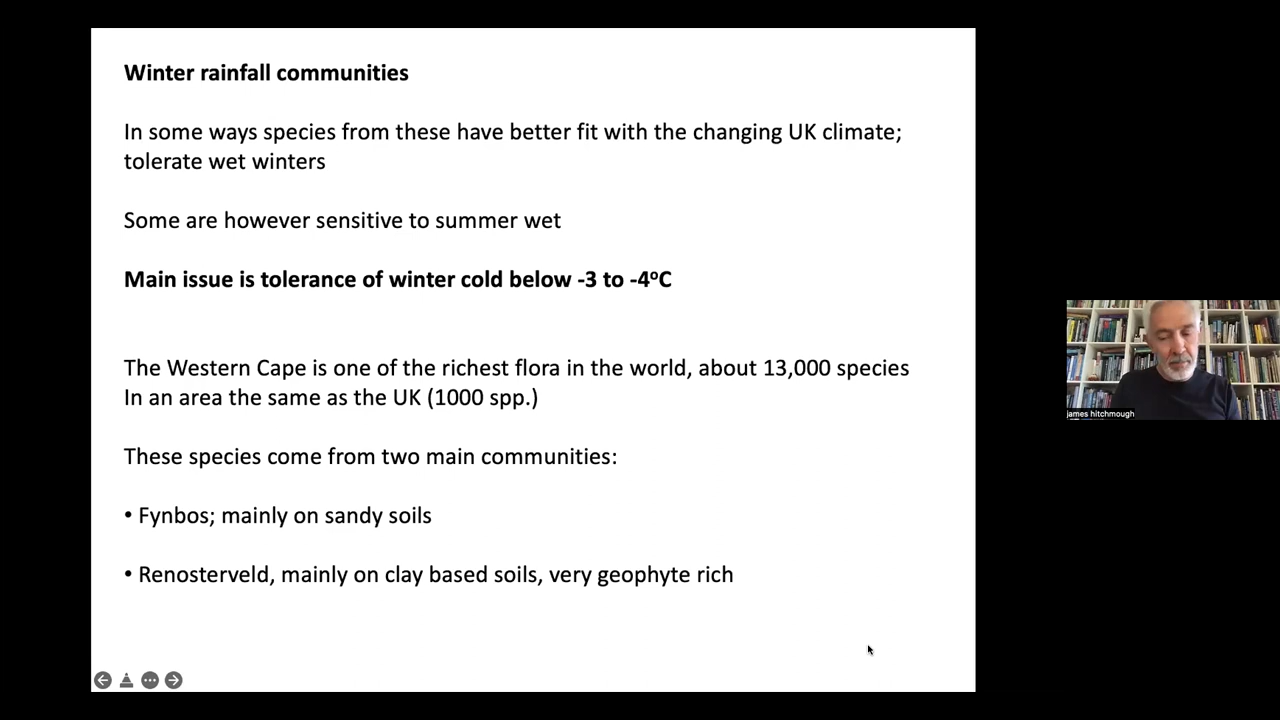 Winter rainfall communities
In some ways species from these have better fit with the changing UK climate;
tolerate wet winters
Some are however sensitive to summer wet
Main issue is tolerance of winter cold below -3 to -4ºC
The Western Cape is one of the richest flora in the world, about 13,000 species
In an area the same as the UK (1000 spp.)
These species come from two main communities:
• Fynbos; mainly on sandy soils
• Renosterveld, mainly on clay based soils, very geophyte rich
james hitchmough